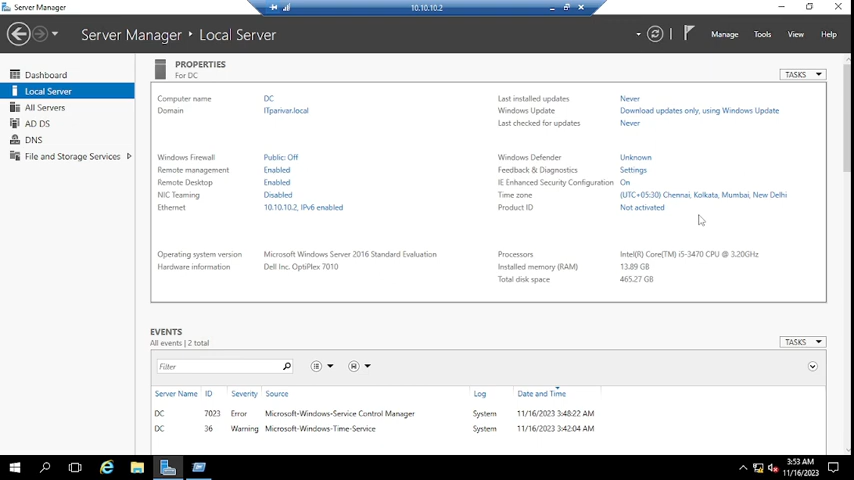 Server Manager
10.10.10.2
Server Manager • Local Server
Manage Tools View Help
Dashboard
Local Server
All Servers
AD DS
DNS
File and Storage Services
PROPERTIES
For DC
TASKS
Computer name DC
Domain ITparivar.local
Last installed updates Never
Windows Update Download updates only, using Windows Update
Last checked for updates Never
Windows Firewall Public: Off
Remote management Enabled
Remote Desktop Enabled
NIC Teaming Disabled
Ethernet 10.10.10.2, IPv6 enabled
Windows Defender Unknown
Feedback & Diagnostics Settings
IE Enhanced Security Configuration On
Time zone (UTC+05:30) Chennai, Kolkata, Mumbai, New Delhi
Product ID Not activated
Operating system version Microsoft Windows Server 2016 Standard Evaluation
Hardware information Dell Inc. OptiPlex 7010
Processors Intel(R) Core(TM) i5-3470 CPU @ 3.20GHz
Installed memory (RAM) 13.89 GB
Total disk space 465.27 GB
EVENTS
All events | 2 total
TASKS
Filter
Server Name ID Severity Source Log Date and Time
DC 7023 Error Microsoft-Windows-Service Control Manager System 11/16/2023 3:48:22 AM
DC 36 Warning Microsoft-Windows-Time-Service System 11/16/2023 3:42:04 AM
3:53 AM
11/16/2023